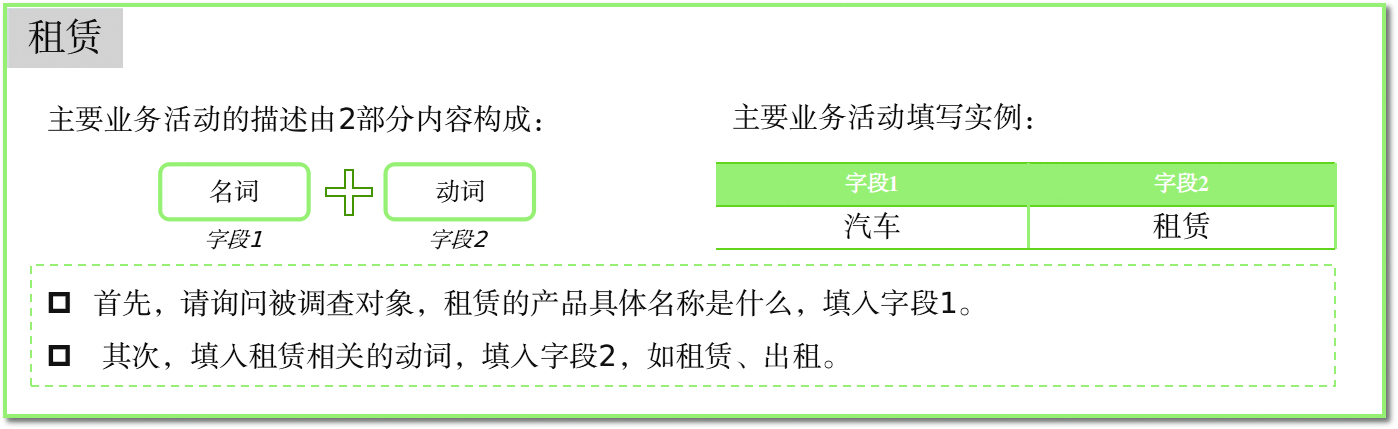 租赁
主要业务活动的描述由2部分内容构成：
名词 动词
字段1 字段2
主要业务活动填写实例：
字段1 字段2
汽车 租赁
首先，请询问被调查对象，租赁的产品具体名称是什么，填入字段1。
其次，填入租赁相关的动词，填入字段2，如租赁、出租。